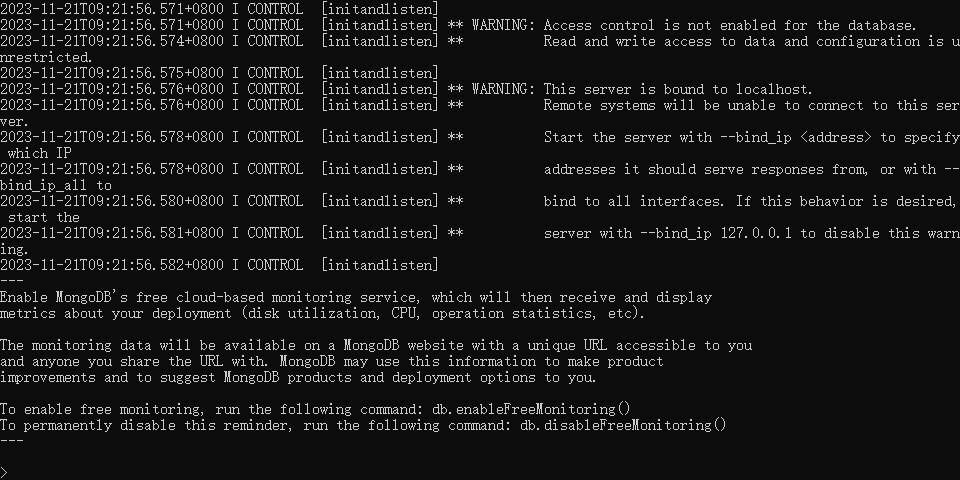 2023-11-21T09:21:56.571+0800 I CONTROL  [initandlisten]
2023-11-21T09:21:56.571+0800 I CONTROL  [initandlisten] ** WARNING: Access control is not enabled for the database.
2023-11-21T09:21:56.574+0800 I CONTROL  [initandlisten] **          Read and write access to data and configuration is u
nrestricted.
2023-11-21T09:21:56.575+0800 I CONTROL  [initandlisten]
2023-11-21T09:21:56.576+0800 I CONTROL  [initandlisten] ** WARNING: This server is bound to localhost.
2023-11-21T09:21:56.576+0800 I CONTROL  [initandlisten] **          Remote systems will be unable to connect to this ser
ver.
2023-11-21T09:21:56.578+0800 I CONTROL  [initandlisten] **          Start the server with --bind_ip <address> to specify
 which IP
2023-11-21T09:21:56.578+0800 I CONTROL  [initandlisten] **          addresses it should serve responses from, or with --
bind_ip_all to
2023-11-21T09:21:56.580+0800 I CONTROL  [initandlisten] **          bind to all interfaces. If this behavior is desired,
 start the
2023-11-21T09:21:56.581+0800 I CONTROL  [initandlisten] **          server with --bind_ip 127.0.0.1 to disable this warn
ing.
2023-11-21T09:21:56.582+0800 I CONTROL  [initandlisten]
---
Enable MongoDB's free cloud-based monitoring service, which will then receive and display
metrics about your deployment (disk utilization, CPU, operation statistics, etc).

The monitoring data will be available on a MongoDB website with a unique URL accessible to you
and anyone you share the URL with. MongoDB may use this information to make product
improvements and to suggest MongoDB products and deployment options to you.

To enable free monitoring, run the following command: db.enableFreeMonitoring()
To permanently disable this reminder, run the following command: db.disableFreeMonitoring()
---

>